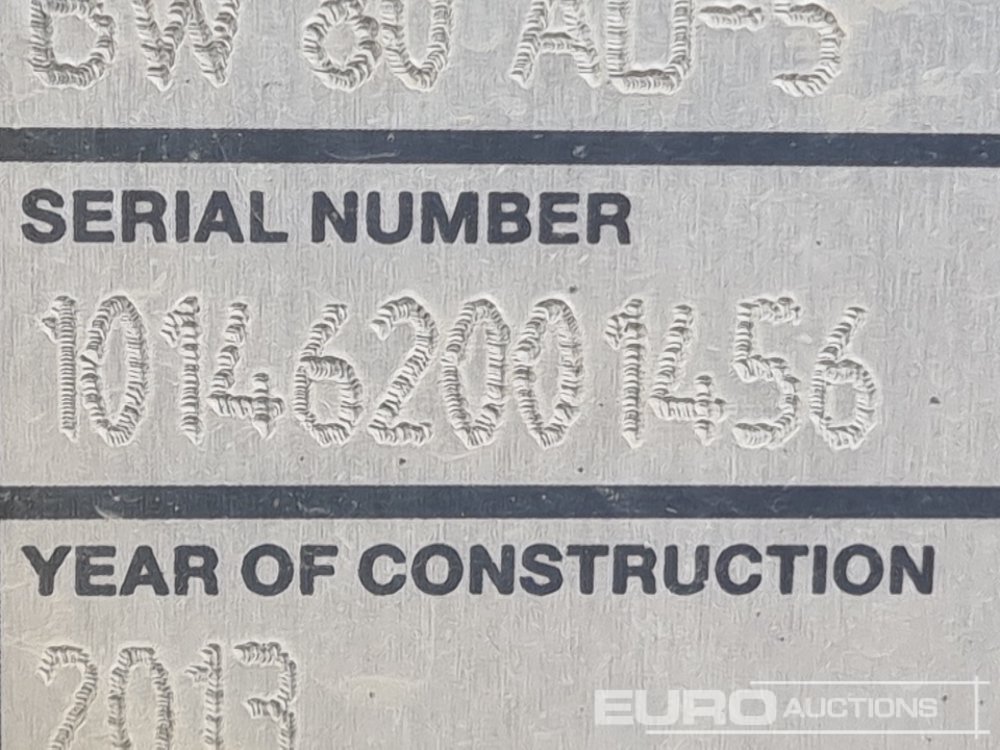 BW 80 AD-5
SERIAL NUMBER
101462001456
YEAR OF CONSTRUCTION
2013
EURO AUCTIONS